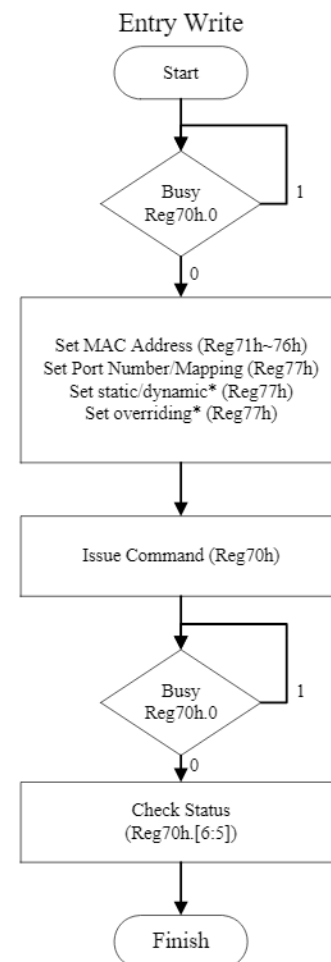 Entry Write
Start
Busy
Reg70h.0
1
0
Set MAC Address (Reg71h~76h)
Set Port Number/Mapping (Reg77h)
Set static/dynamic* (Reg77h)
Set overriding* (Reg77h)
Issue Command (Reg70h)
Busy
Reg70h.0
1
0
Check Status
(Reg70h.[6:5])
Finish